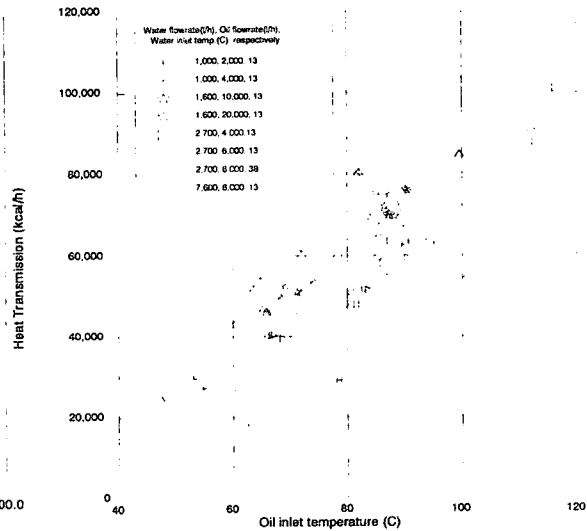 120,000
Water flowrate(l/h), Oil flowrate(l/h),
Water inlet temp (C) respectively
1,000, 2,000, 13
1,000, 4,000, 13
100,000
1,600, 10,000, 13
1,600, 20,000, 13
2 700, 4 000 13
2 700 6 000 13
80,000
2,700, 6 000 38
7,600, 8,000 13
Heat Transmission (kcal/h)
60,000
40,000
20,000
00.0
0
40
60
80
100
120
Oil inlet temperature (C)